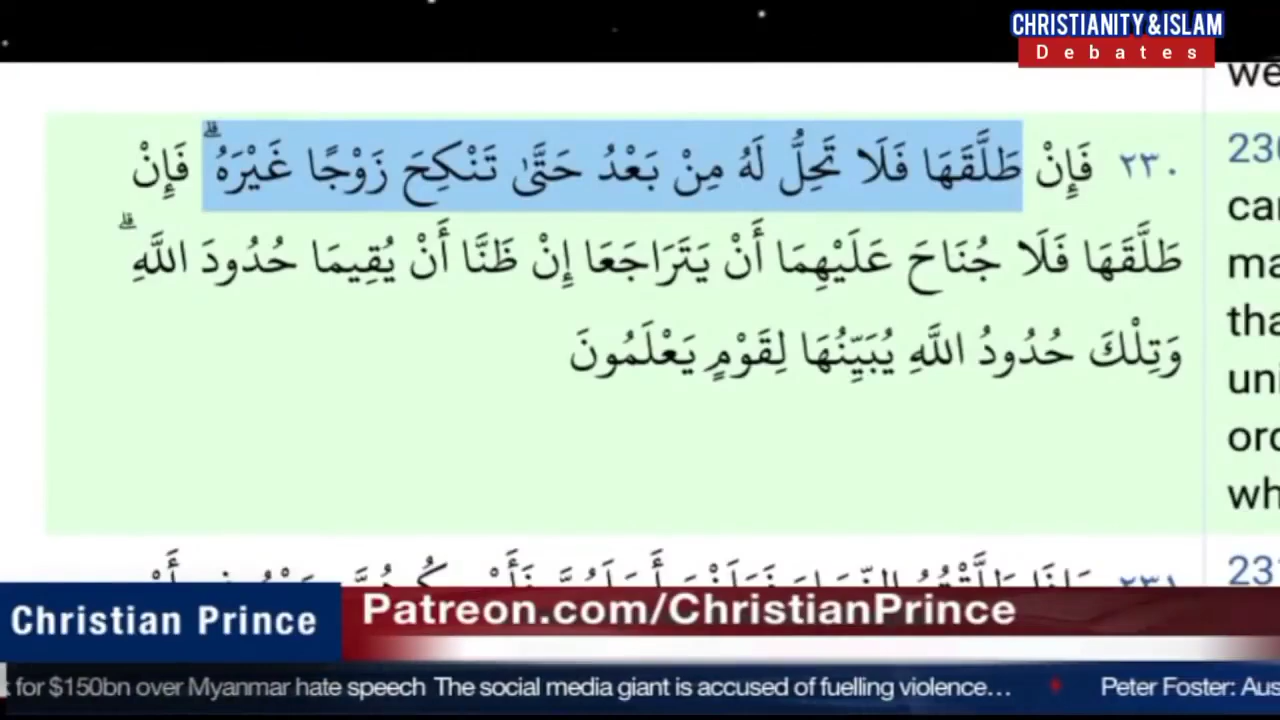 CHRISTIANITY & ISLAM
Debates
we
٢٣٠ فَإِنْ طَلَّقَهَا فَلَا تَحِلُّ لَهُ مِنْ بَعْدُ حَتَّىٰ تَنْكِحَ زَوْجًا غَيْرَهُ ۗ فَإِنْ
طَلَّقَهَا فَلَا جُنَاحَ عَلَيْهِمَا أَنْ يَتَرَاجَعَا إِنْ ظَنَّا أَنْ يُقِيمَا حُدُودَ اللَّهِ ۗ
وَتِلْكَ حُدُودُ اللَّهِ يُبَيِّنُهَا لِقَوْمٍ يَعْلَمُونَ
230
ca
ma
tha
uni
ord
wh
٢٣١
231
Christian Prince
Patreon.com/ChristianPrince
for $150bn over Myanmar hate speech The social media giant is accused of fuelling violence... Peter Foster: Aus